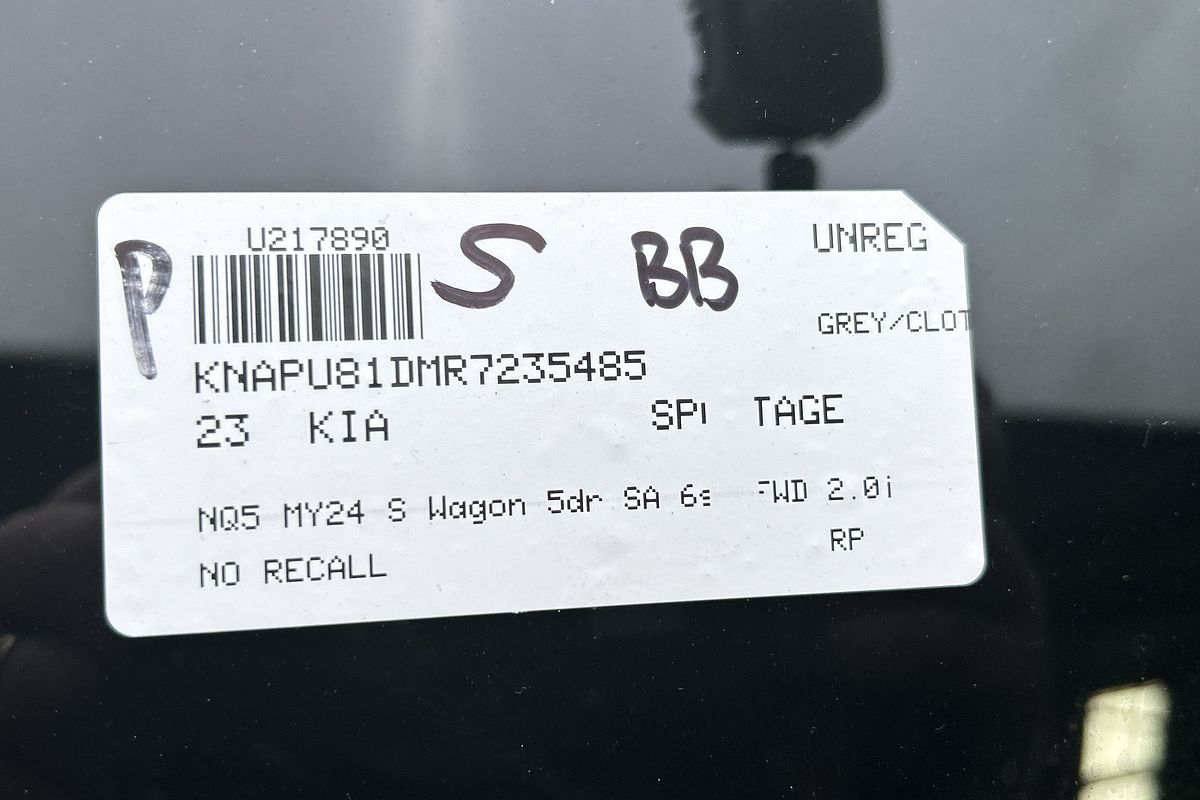 U217890 S BB UNREG
P
GREY/CLOT
KNAPU81DMR7235485
23 KIA SP TAGE
NQ5 MY24 S Wagon 5dr SA 6s WD 2.0i
RP
NO RECALL